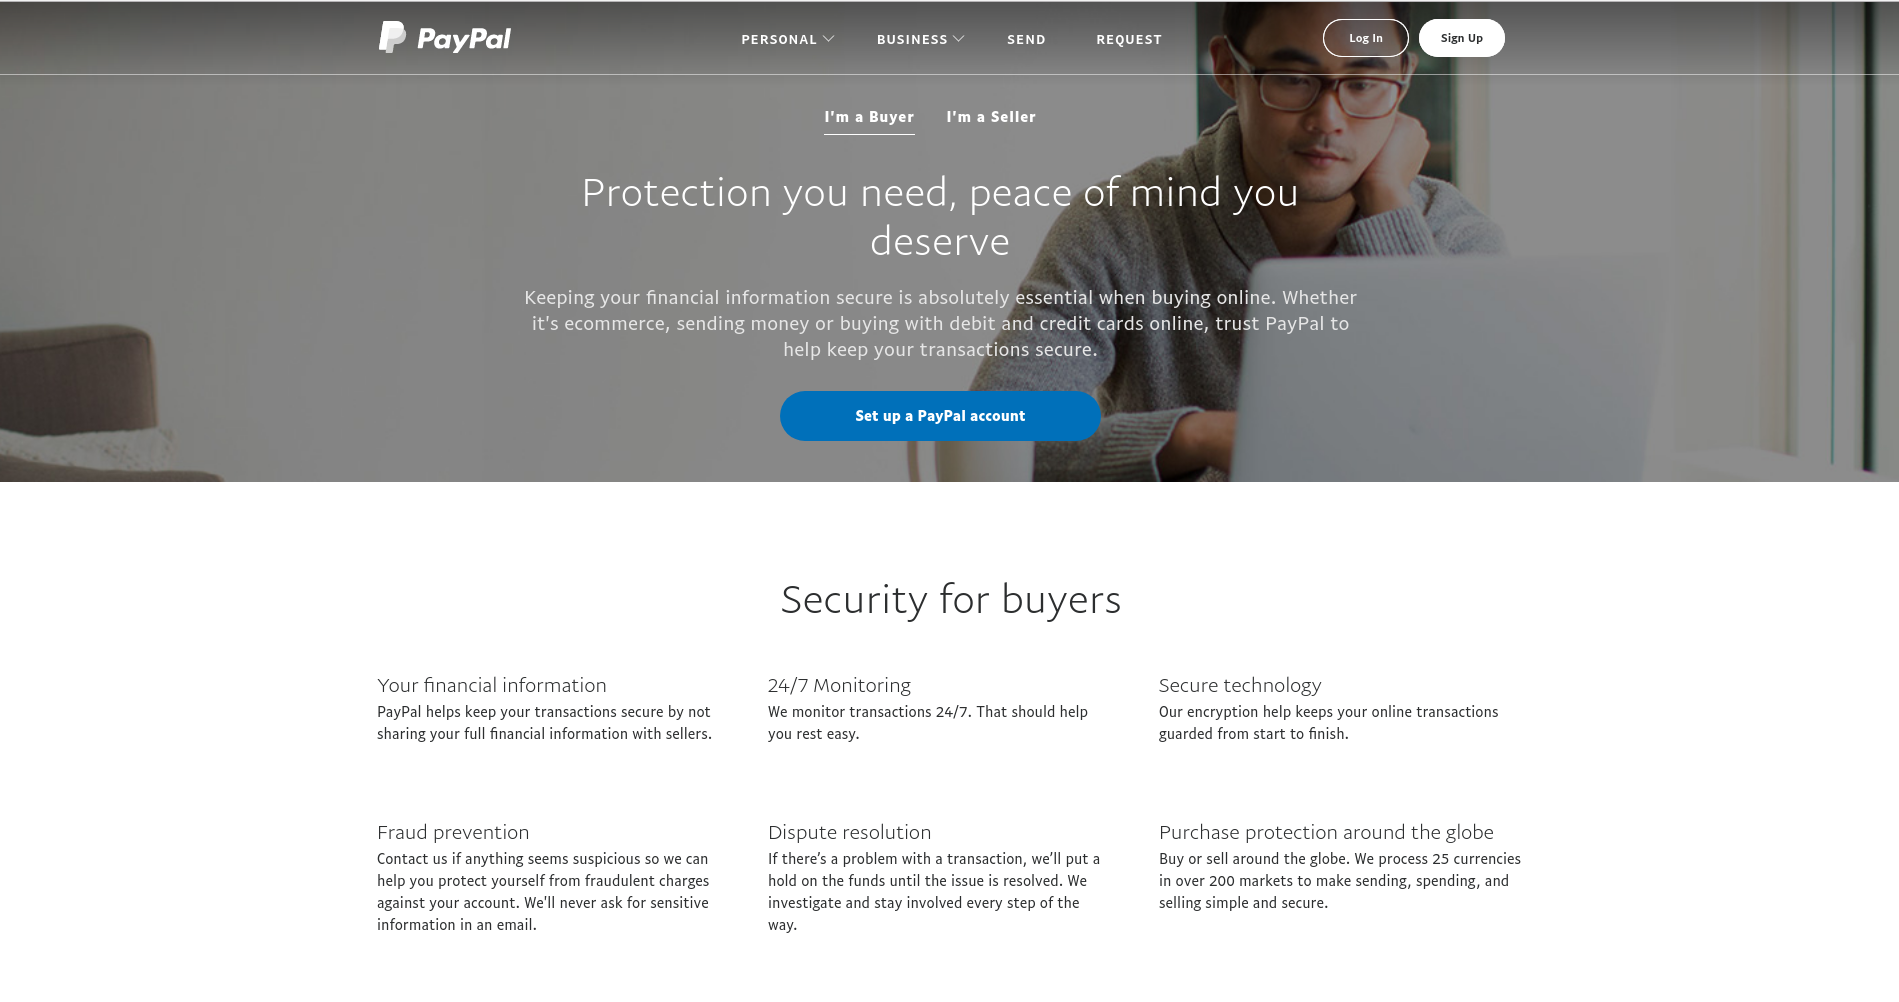 PayPal
PERSONAL
BUSINESS
SEND
REQUEST
Log In
Sign Up
I'm a Buyer
I'm a Seller
Protection you need, peace of mind you
deserve
Keeping your financial information secure is absolutely essential when buying online. Whether
it's ecommerce, sending money or buying with debit and credit cards online, trust PayPal to
help keep your transactions secure.
Set up a PayPal account
Security for buyers
Your financial information
PayPal helps keep your transactions secure by not
sharing your full financial information with sellers.
24/7 Monitoring
We monitor transactions 24/7. That should help
you rest easy.
Secure technology
Our encryption help keeps your online transactions
guarded from start to finish.
Fraud prevention
Contact us if anything seems suspicious so we can
help you protect yourself from fraudulent charges
against your account. We'll never ask for sensitive
information in an email.
Dispute resolution
If there’s a problem with a transaction, we’ll put a
hold on the funds until the issue is resolved. We
investigate and stay involved every step of the
way.
Purchase protection around the globe
Buy or sell around the globe. We process 25 currencies
in over 200 markets to make sending, spending, and
selling simple and secure.